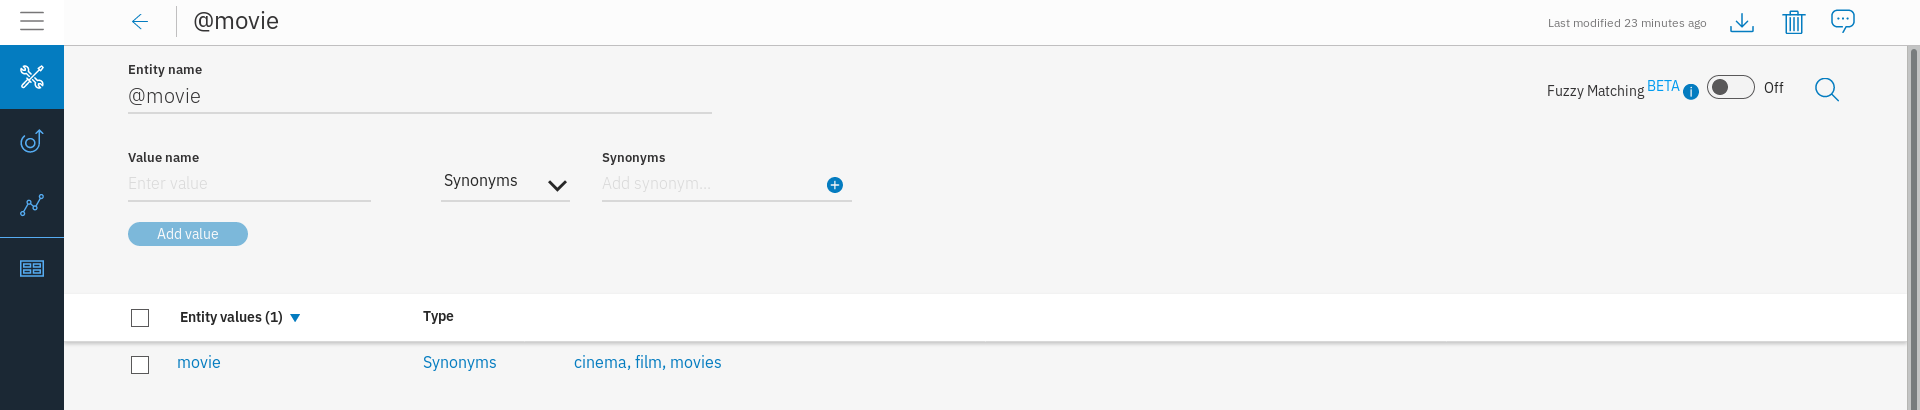 @movie
Last modified 23 minutes ago
Entity name
@movie
Fuzzy Matching BETA i Off
Value name
Synonyms
Enter value
Synonyms
Add synonym...
Add value
Entity values (1) Type
movie Synonyms cinema, film, movies